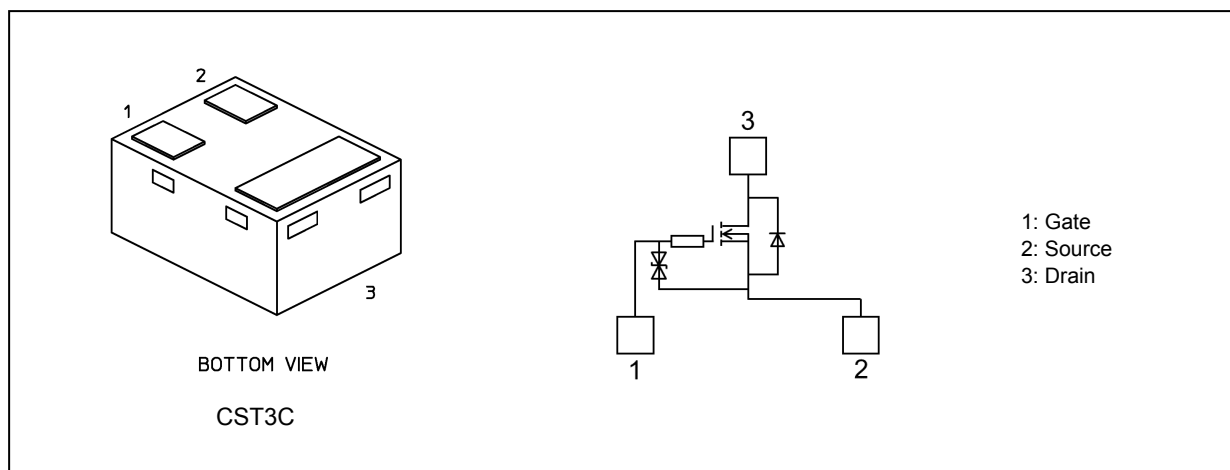 2
1
3
BOTTOM VIEW
CST3C
3
1
2
1: Gate
2: Source
3: Drain